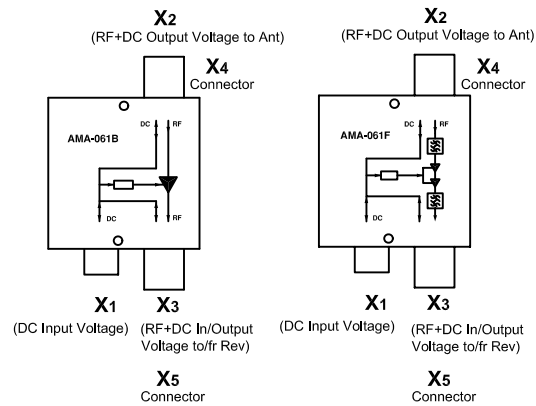 X2
(RF+DC Output Voltage to Ant)
X4
Connector
AMA-061B
DC
RF
DC
RF
X1
(DC Input Voltage)
X3
(RF+DC In/Output
Voltage to/fr Rev)
X5
Connector
X2
(RF+DC Output Voltage to Ant)
X4
Connector
AMA-061F
DC
RF
DC
RF
X1
(DC Input Voltage)
X3
(RF+DC In/Output
Voltage to/fr Rev)
X5
Connector